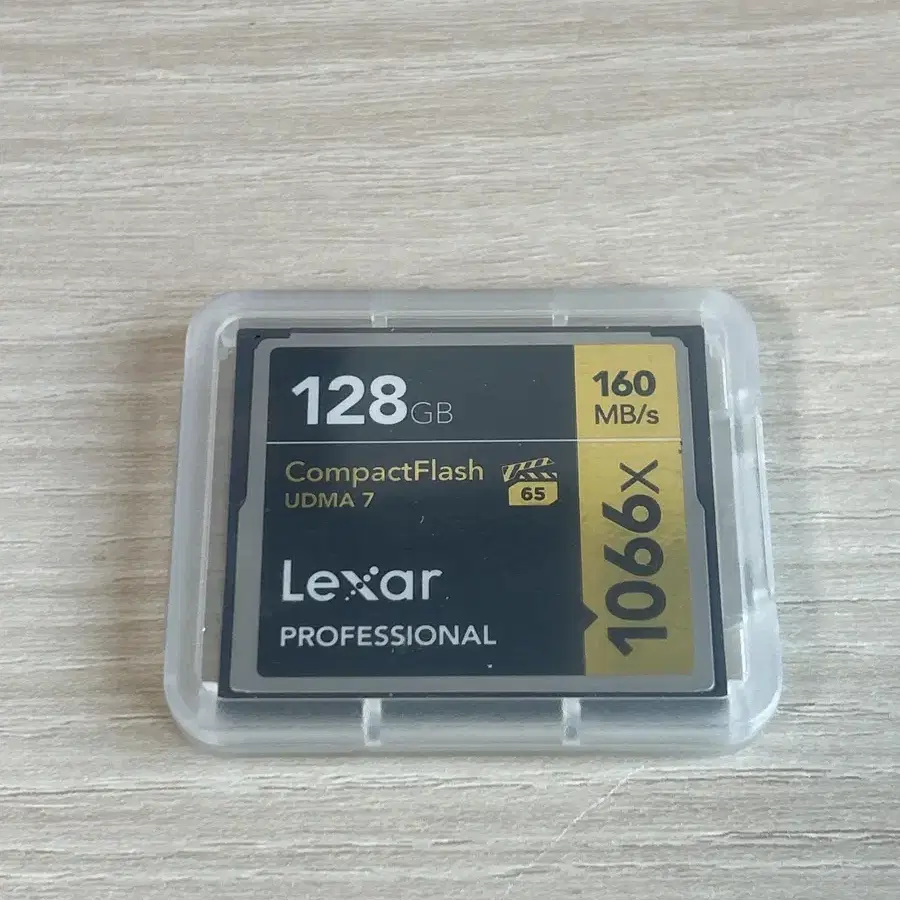 128GB
160
MB/s
CompactFlash
UDMA 7
65
1066x
Lexar
PROFESSIONAL